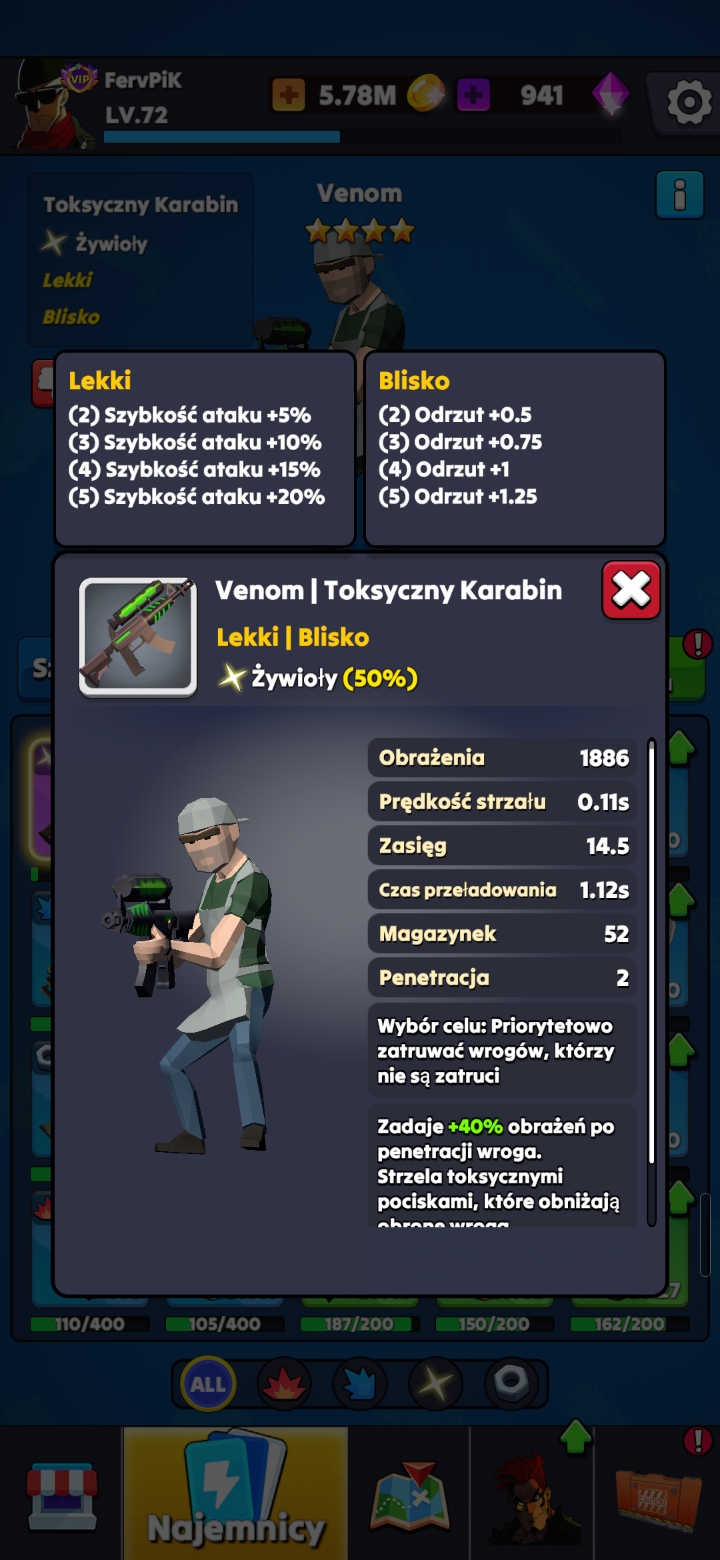 VIP
FervPiK
LV.72
5.78M
941
Toksyczny Karabin
Żywioły
Lekki
Blisko
Venom
Lekki
(2) Szybkość ataku +5%
(3) Szybkość ataku +10%
(4) Szybkość ataku +15%
(5) Szybkość ataku +20%
Blisko
(2) Odrzut +0.5
(3) Odrzut +0.75
(4) Odrzut +1
(5) Odrzut +1.25
Venom | Toksyczny Karabin
Lekki | Blisko
Żywioły (50%)
Obrażenia 1886
Prędkość strzału 0.11s
Zasięg 14.5
Czas przeładowania 1.12s
Magazynek 52
Penetracja 2
Wybór celu: Priorytetowo
zatruwać wrogów, którzy
nie są zatruci
Zadaje +40% obrażeń po
penetracji wroga.
Strzela toksycznymi
pociskami, które obniżają
obronę wroga
110/400
105/400
187/200
150/200
162/200
ALL
Najemnicy